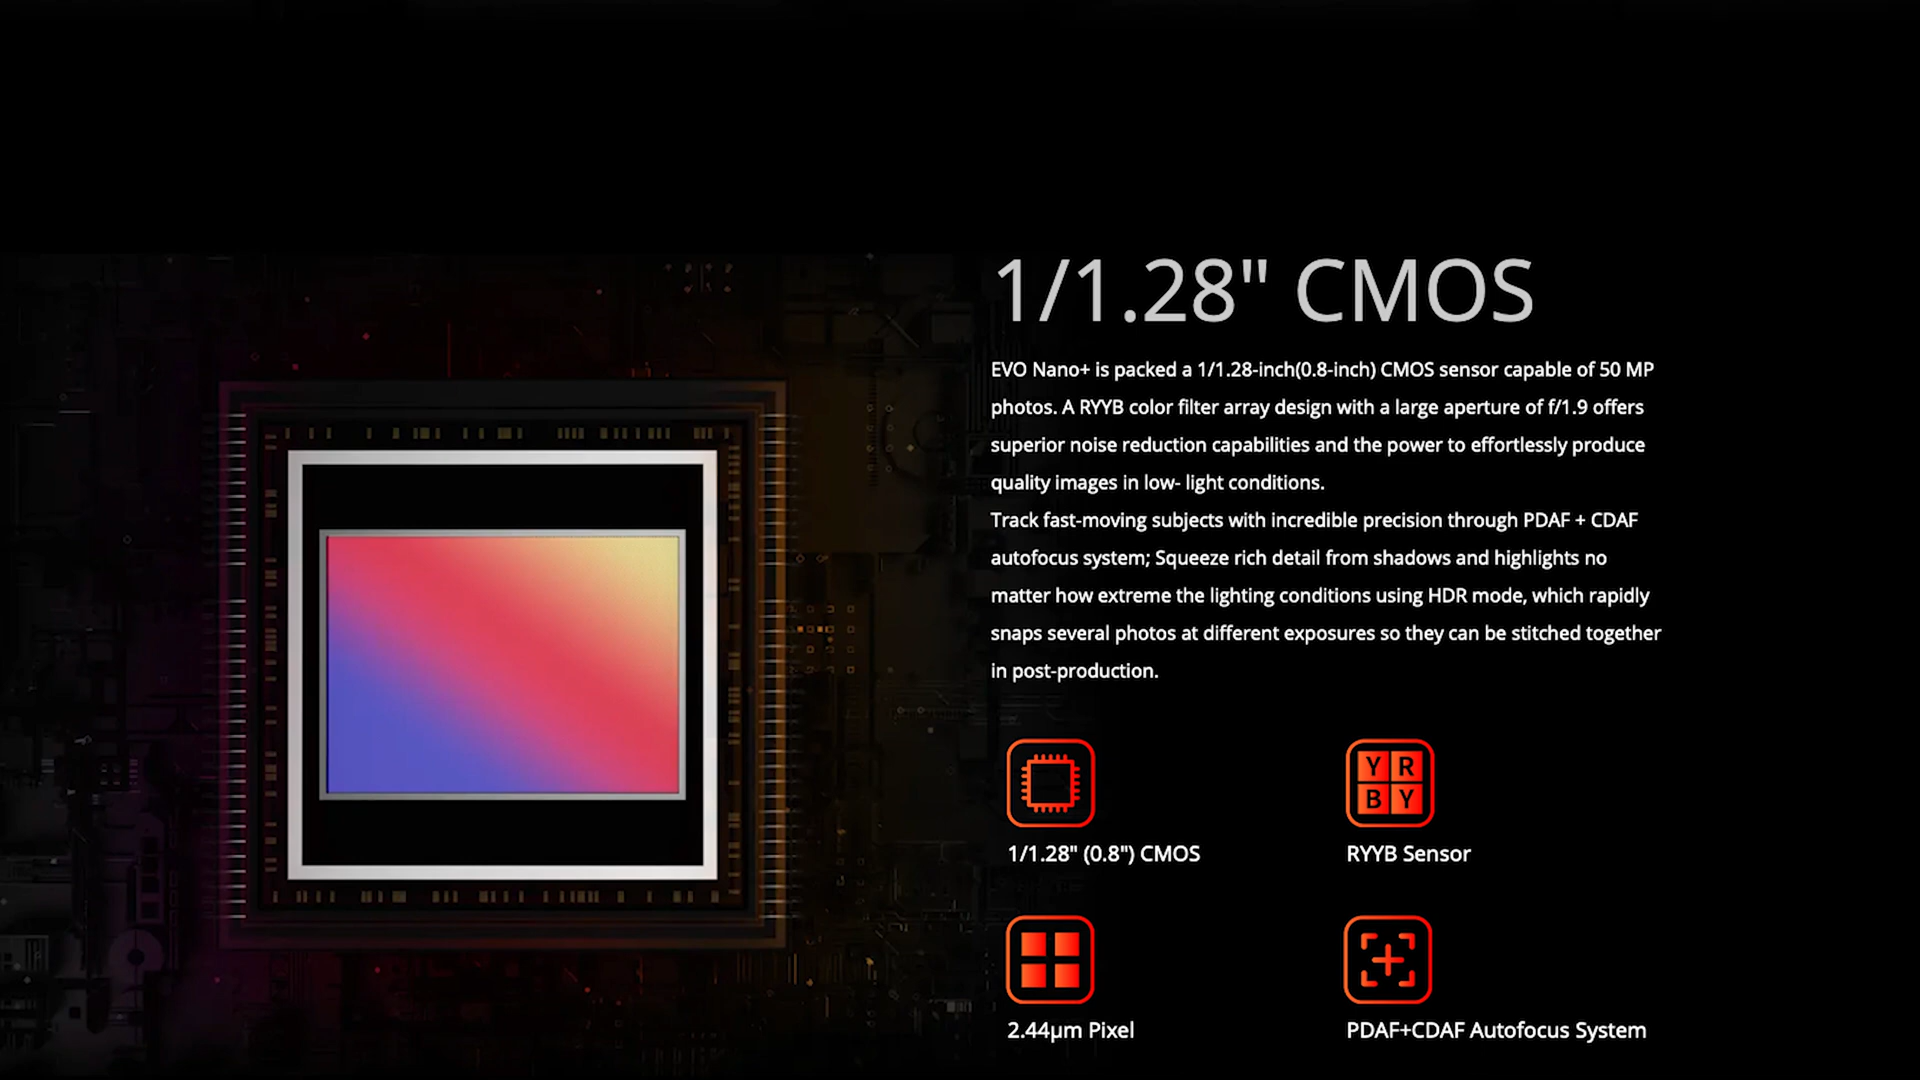 1/1.28" CMOS
EVO Nano+ is packed a 1/1.28-inch(0.8-inch) CMOS sensor capable of 50 MP
photos. A RYYB color filter array design with a large aperture of f/1.9 offers
superior noise reduction capabilities and the power to effortlessly produce
quality images in low- light conditions.
Track fast-moving subjects with incredible precision through PDAF + CDAF
autofocus system; Squeeze rich detail from shadows and highlights no
matter how extreme the lighting conditions using HDR mode, which rapidly
snaps several photos at different exposures so they can be stitched together
in post-production.
Y R
B Y
1/1.28" (0.8") CMOS
RYYB Sensor
2.44μm Pixel
PDAF+CDAF Autofocus System